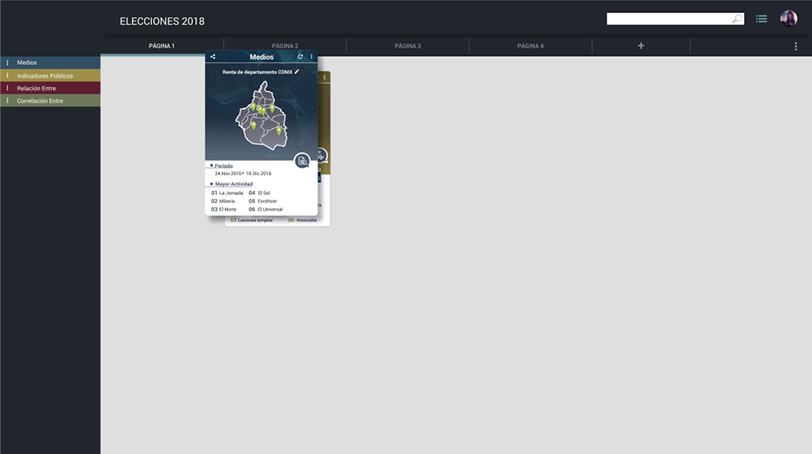 ELECCIONES 2018
PÁGINA 1
PÁGINA 2
PÁGINA 3
PÁGINA 4
Medios
Indicadores Públicos
Relación Entre
Correlación Entre
Medios
Renta de departamento CDMX
Periodo
24.Nov.2016 - 18.Dic.2016
Mayor Actividad
01 La Jornada 04 El Sol
02 Milenio 05 Excélsior
03 El Norte 06 El Universal
03 Lesiones simples 06 Homicidio